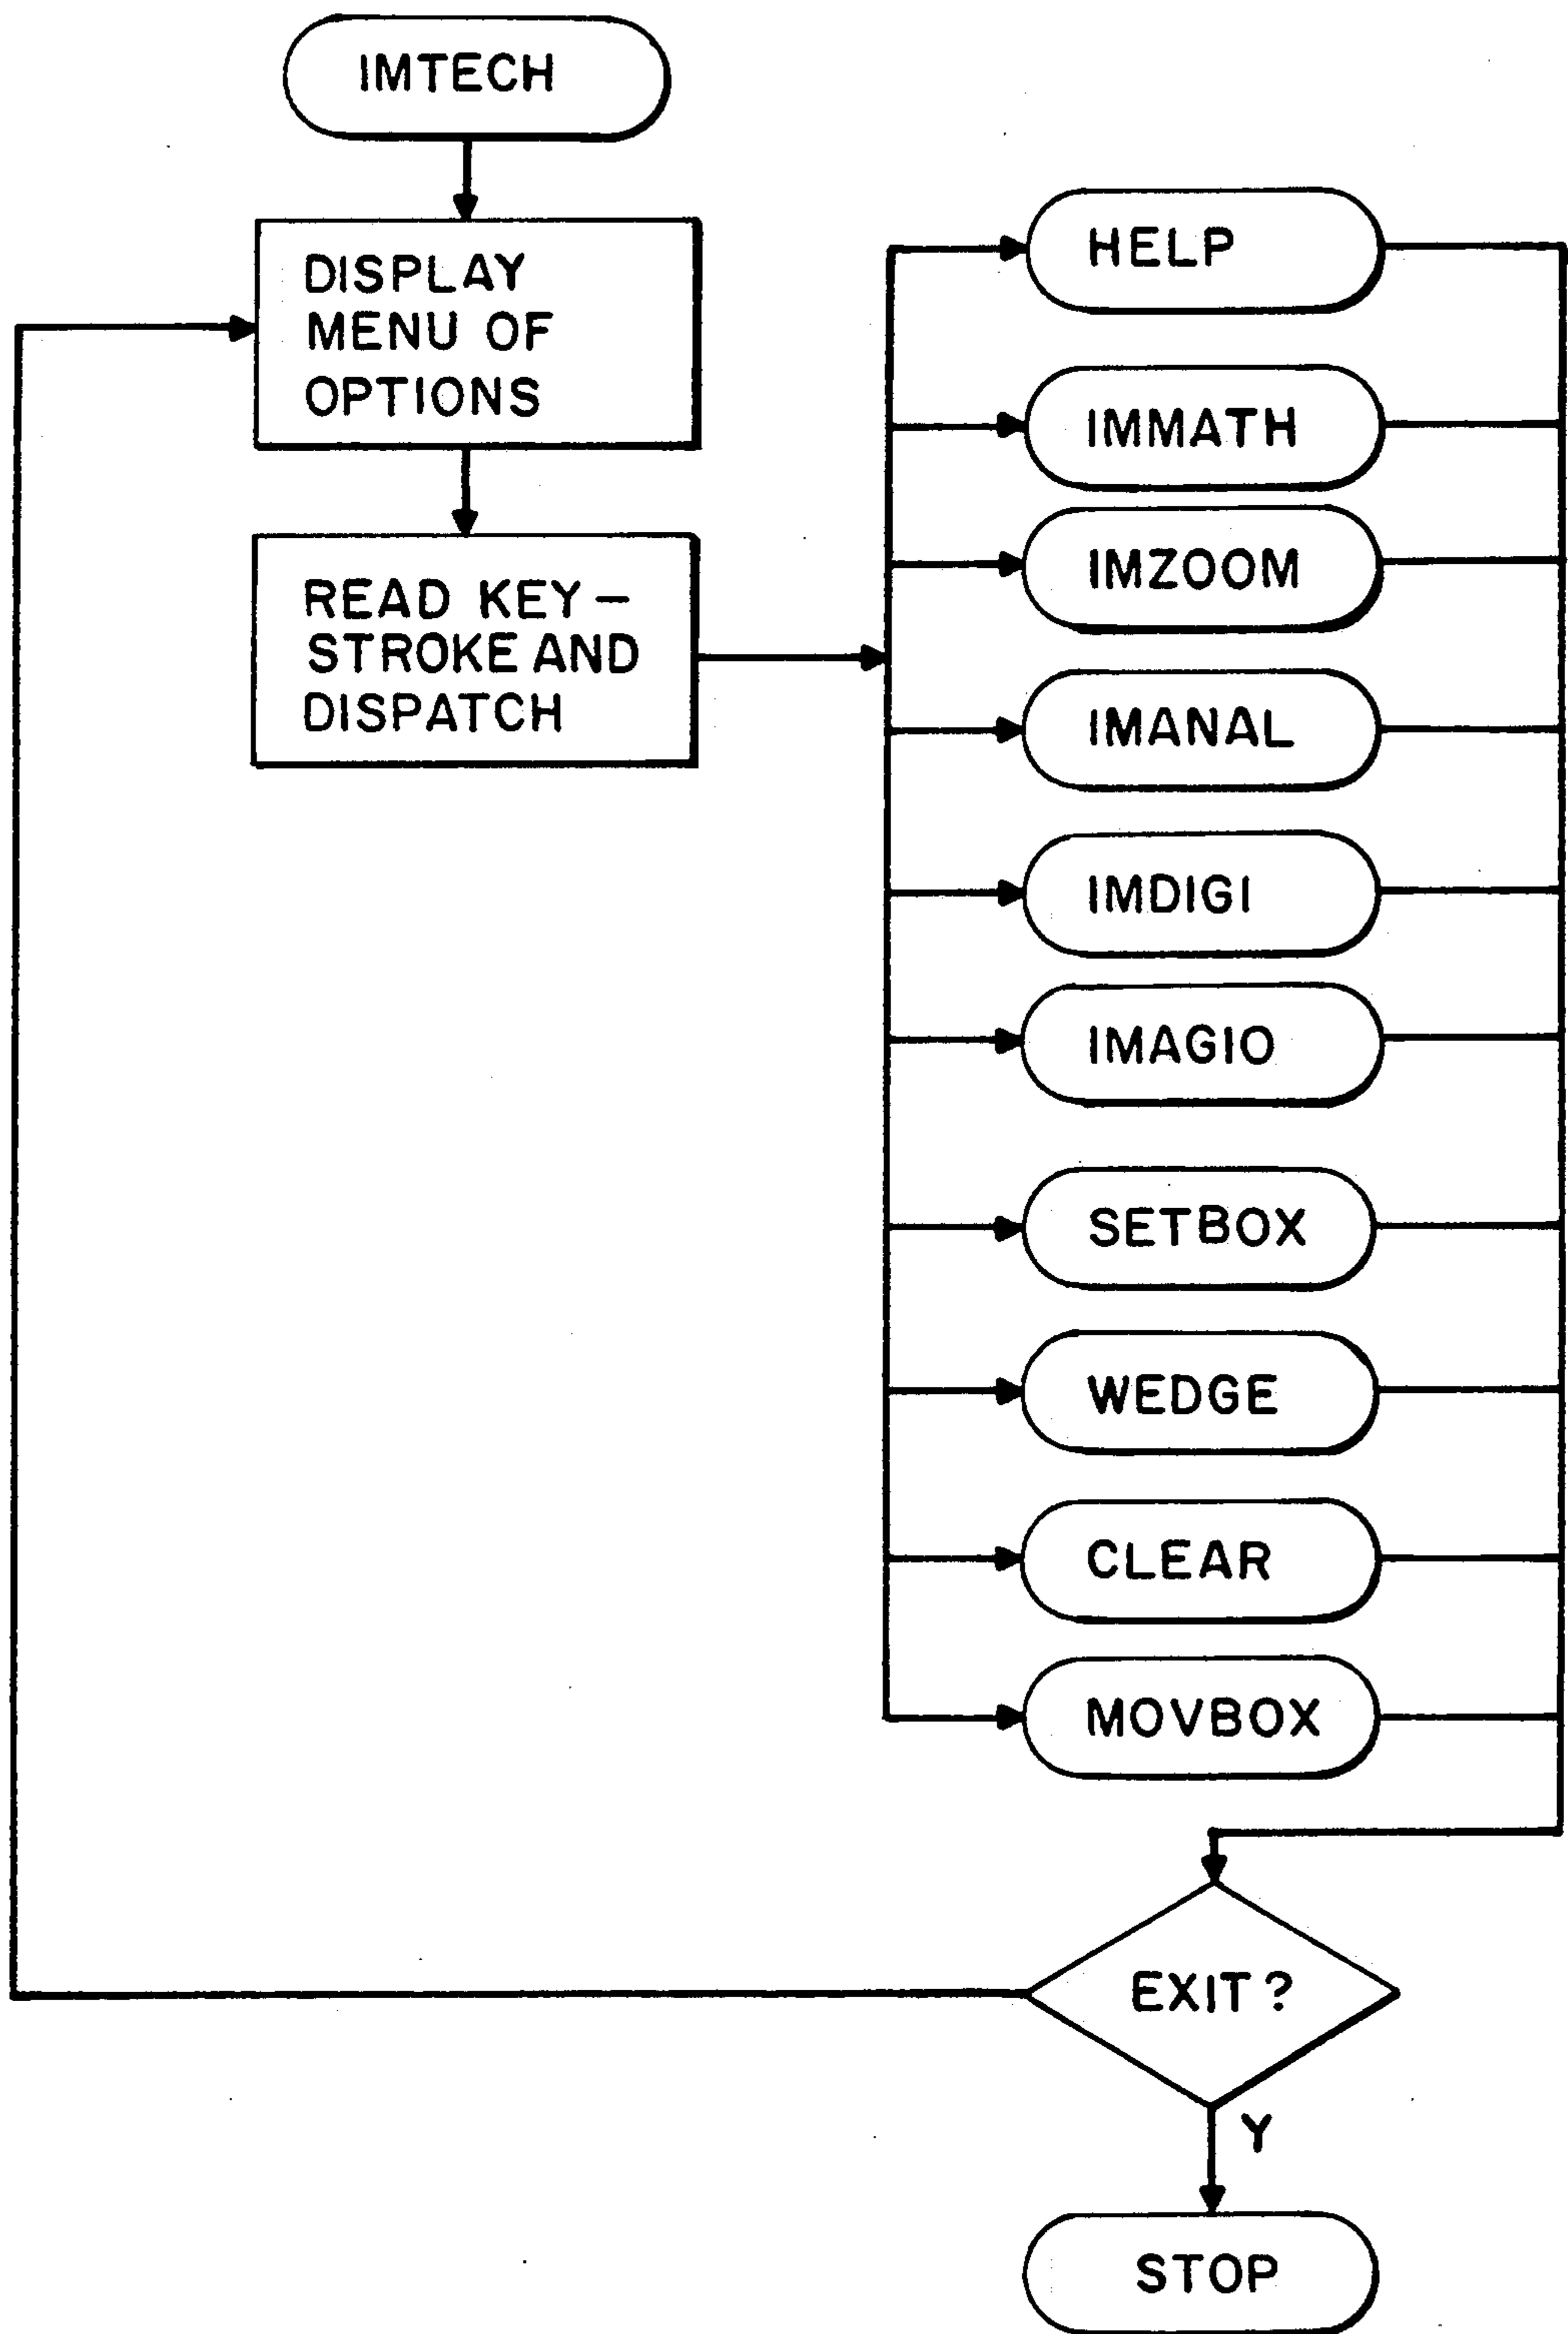 IMTECH
DISPLAY
MENU OF
OPTIONS
READ KEY-
STROKE AND
DISPATCH
HELP
IMMATH
IMZOOM
IMANAL
IMDIGI
IMAGIO
SETBOX
WEDGE
CLEAR
MOVBOX
EXIT?
Y
STOP